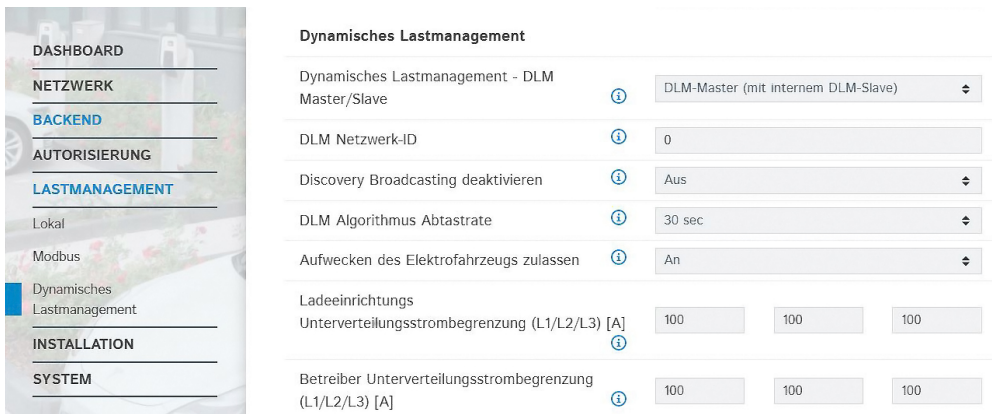 DASHBOARD
NETZWERK
BACKEND
AUTORISIERUNG
LASTMANAGEMENT
Lokal
Modbus
Dynamisches
Lastmanagement
INSTALLATION
SYSTEM
Dynamisches Lastmanagement
Dynamisches Lastmanagement - DLM
Master/Slave
DLM-Master (mit internem DLM-Slave)
DLM Netzwerk-ID
0
Discovery Broadcasting deaktivieren
Aus
DLM Algorithmus Abtastrate
30 sec
Aufwecken des Elektrofahrzeugs zulassen
An
Ladeeinrichtungs
Unterverteilungsstrombegrenzung (L1/L2/L3) [A]
100 100 100
Betreiber Unterverteilungsstrombegrenzung
(L1/L2/L3) [A]
100 100 100